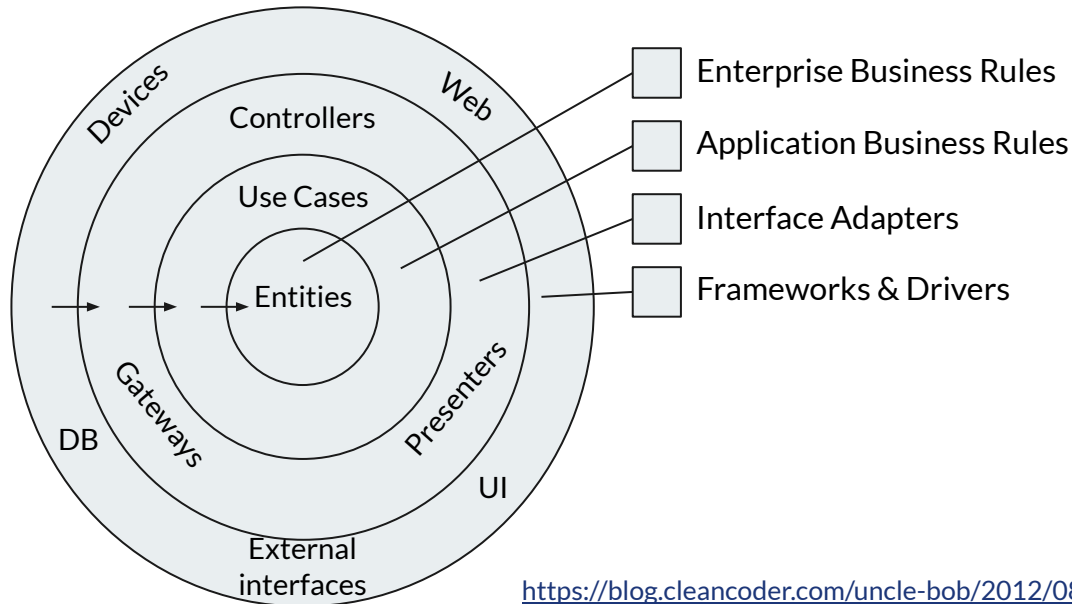 Devices
Web
Controllers
Use Cases
Entities
Gateways
Presenters
DB
UI
External
interfaces
Enterprise Business Rules
Application Business Rules
Interface Adapters
Frameworks & Drivers
https://blog.cleancoder.com/uncle-bob/2012/08